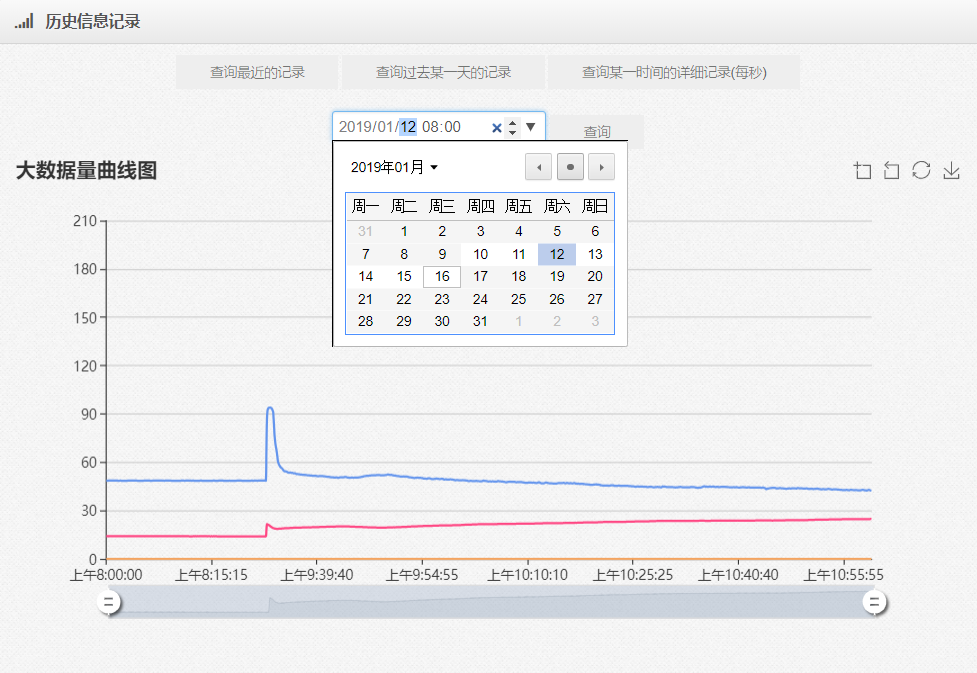 历史信息记录
查询最近的记录 查询过去某一天的记录 查询某一时间的详细记录(每秒)
2019/01/12 08:00 查询
大数据量曲线图
2019年01月
周一 周二 周三 周四 周五 周六 周日
31 1 2 3 4 5 6
7 8 9 10 11 12 13
14 15 16 17 18 19 20
21 22 23 24 25 26 27
28 29 30 31 1 2 3
210
180
150
120
90
60
30
0
上午8:00:00 上午8:15:15 上午9:39:40 上午9:54:55 上午10:10:10 上午10:25:25 上午10:40:40 上午10:55:55